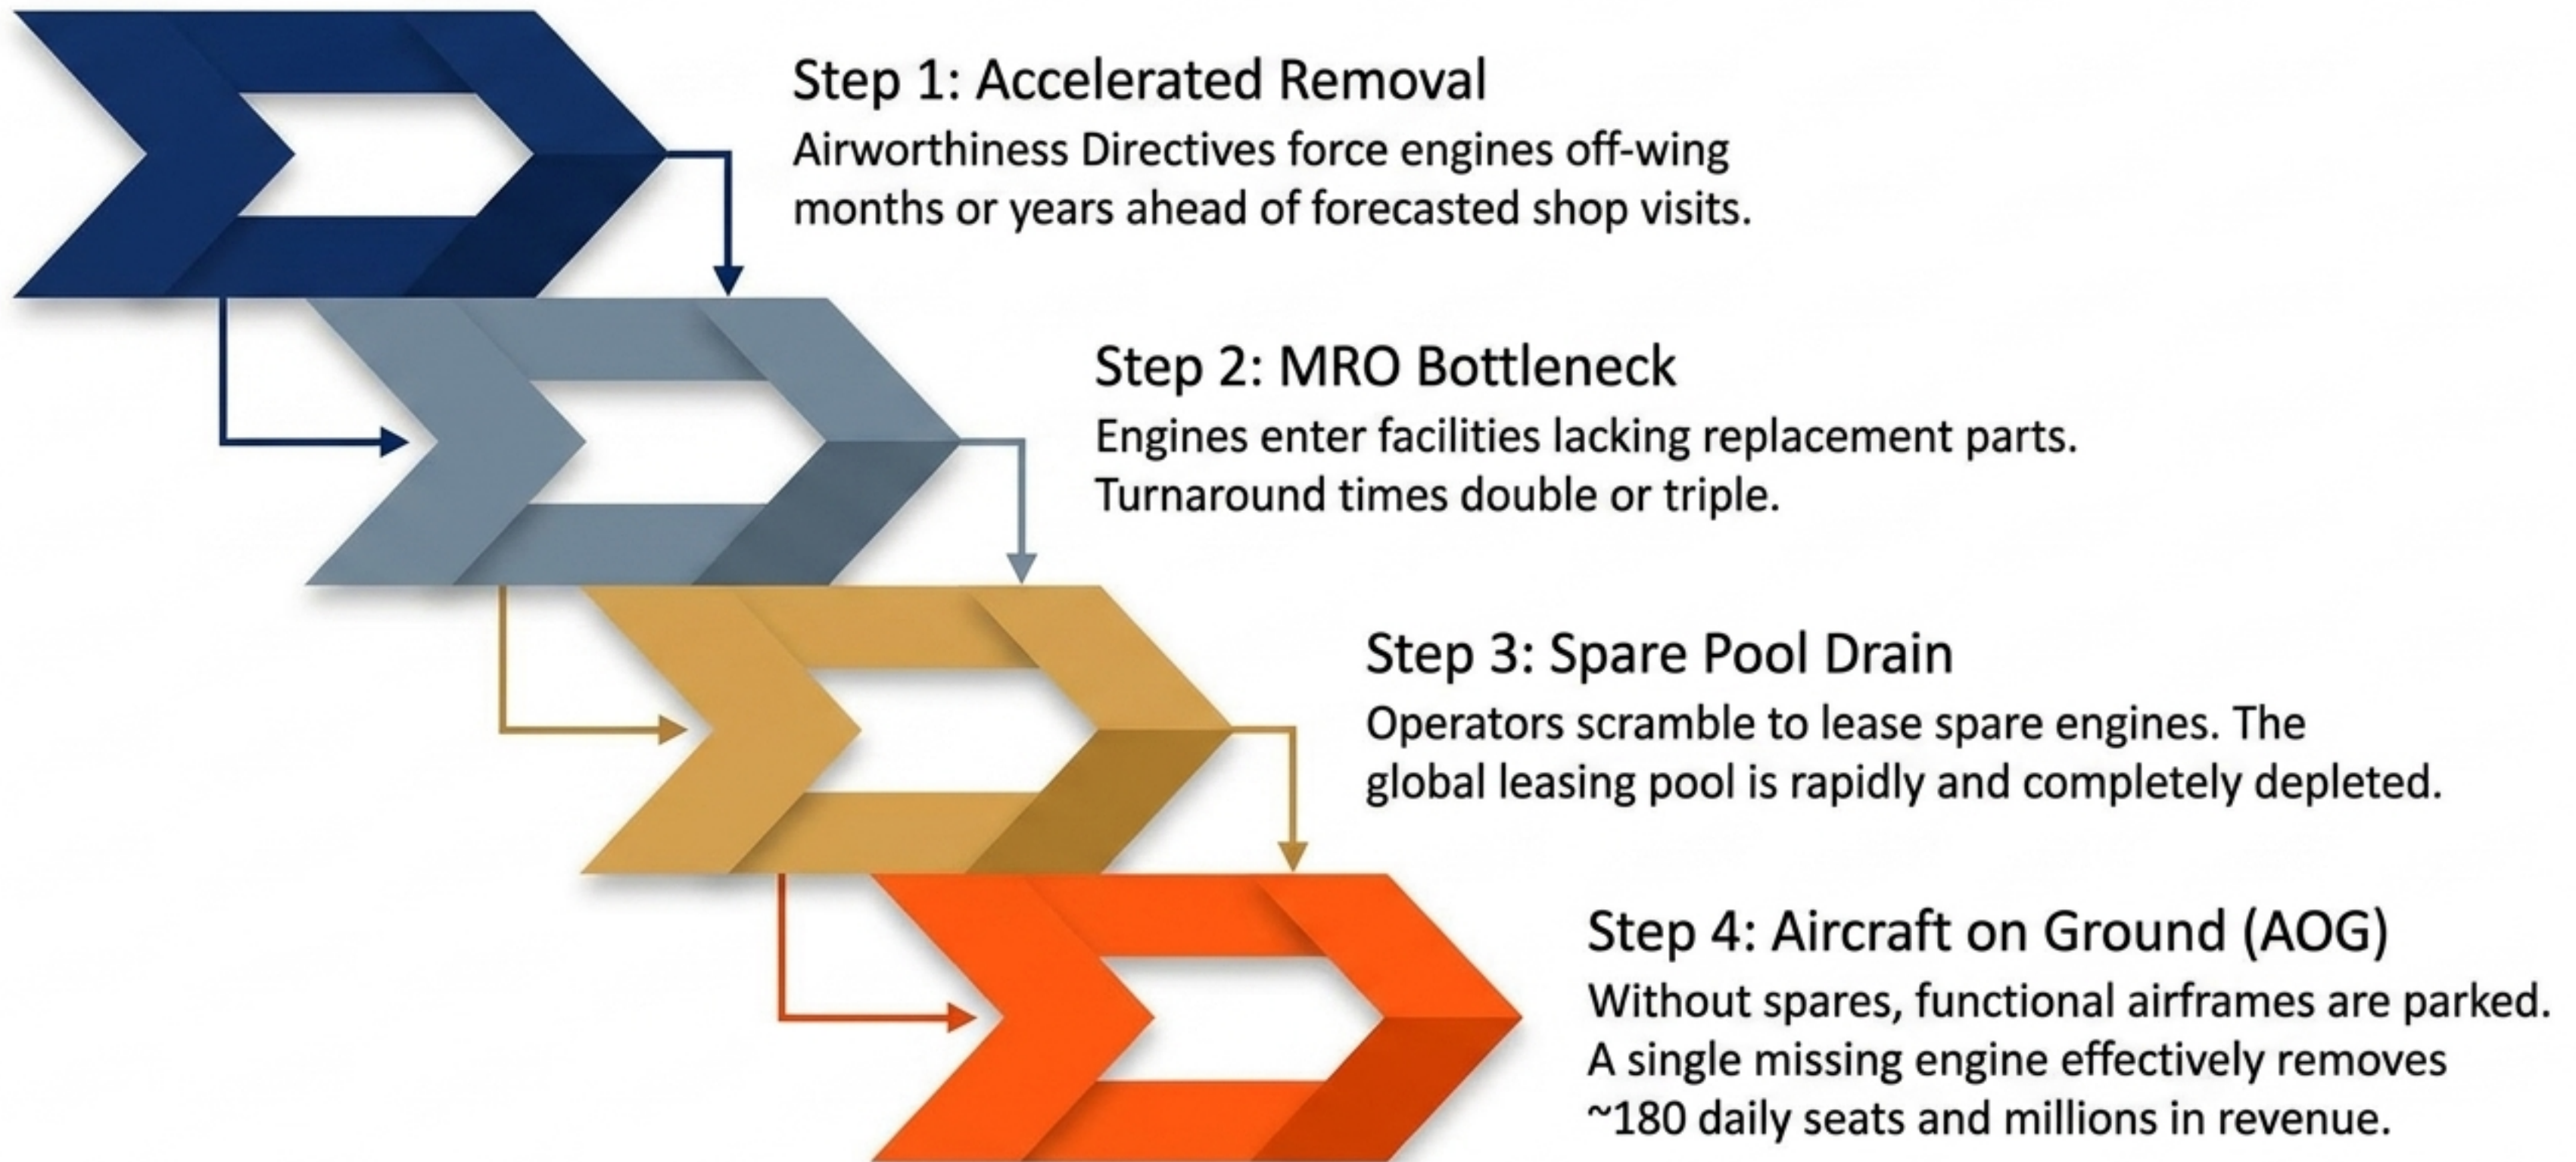 Step 1: Accelerated Removal
Airworthiness Directives force engines off-wing
months or years ahead of forecasted shop visits.
Step 2: MRO Bottleneck
Engines enter facilities lacking replacement parts.
Turnaround times double or triple.
Step 3: Spare Pool Drain
Operators scramble to lease spare engines. The
global leasing pool is rapidly and completely depleted.
Step 4: Aircraft on Ground (AOG)
Without spares, functional airframes are parked.
A single missing engine effectively removes
~180 daily seats and millions in revenue.